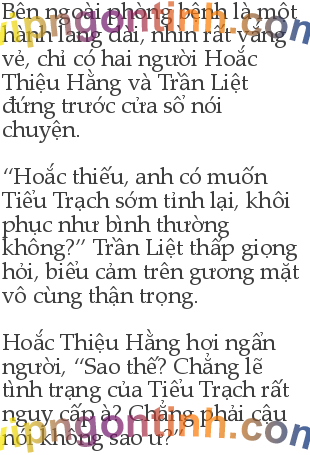 Bên ngoài phòng bệnh là một
hành lang dài, nhìn rất vắng
vẻ, chỉ có hai người Hoắc
Thiệu Hằng và Trần Liệt
đứng trước cửa sổ nói
chuyện.
“Hoắc thiếu, anh có muốn
Tiểu Trạch sớm tỉnh lại, khôi
phục như bình thường
không?” Trần Liệt thấp giọng
hỏi, biểu cảm trên gương mặt
vô cùng thận trọng.
Hoắc Thiệu Hằng hơi ngẩn
người, “Sao thế? Chẳng lẽ
tình trạng của Tiểu Trạch rất
nguy cấp à? Chẳng phải cậu
nói không sao ư?”
vipngontinh.com
vipngontinh.com